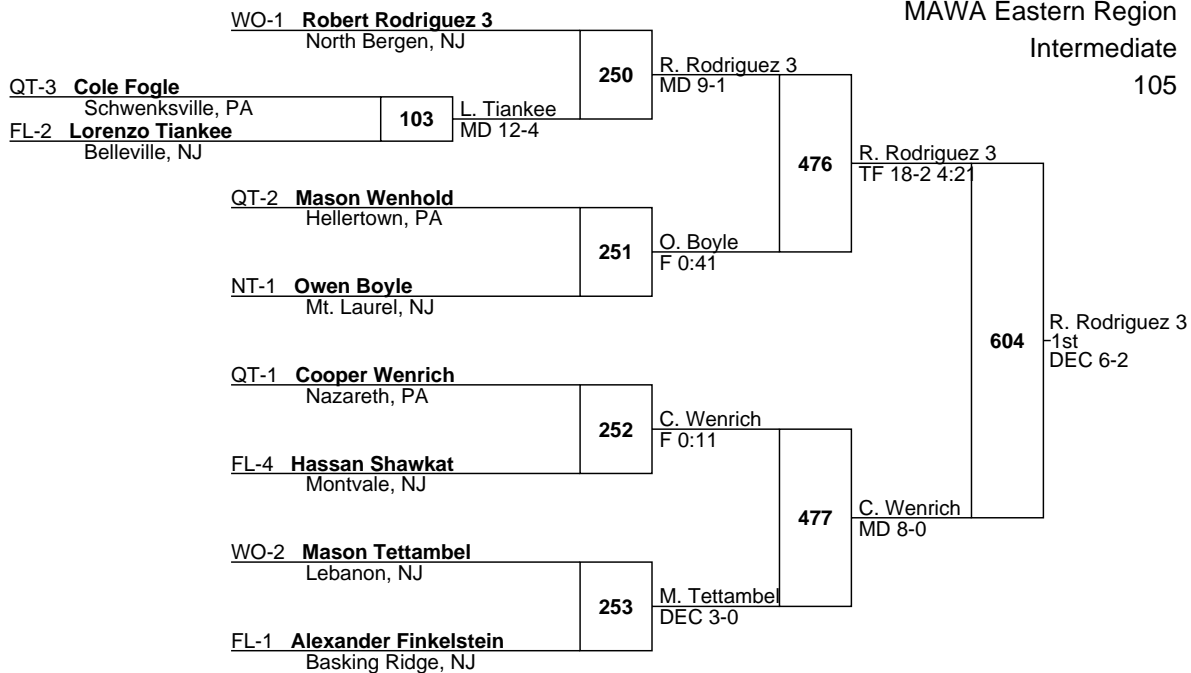 MAWA Eastern Region
Intermediate
105
WO-1 Robert Rodriguez 3
North Bergen, NJ
250
R. Rodriguez 3
MD 9-1
QT-3 Cole Fogle
Schwenksville, PA
103
L. Tiankee
MD 12-4
FL-2 Lorenzo Tiankee
Belleville, NJ
476
R. Rodriguez 3
TF 18-2 4:21
QT-2 Mason Wenhold
Hellertown, PA
251
O. Boyle
F 0:41
NT-1 Owen Boyle
Mt. Laurel, NJ
604
R. Rodriguez 3
1st
DEC 6-2
QT-1 Cooper Wenrich
Nazareth, PA
252
C. Wenrich
F 0:11
FL-4 Hassan Shawkat
Montvale, NJ
477
C. Wenrich
MD 8-0
WO-2 Mason Tettambel
Lebanon, NJ
253
M. Tettambel
DEC 3-0
FL-1 Alexander Finkelstein
Basking Ridge, NJ